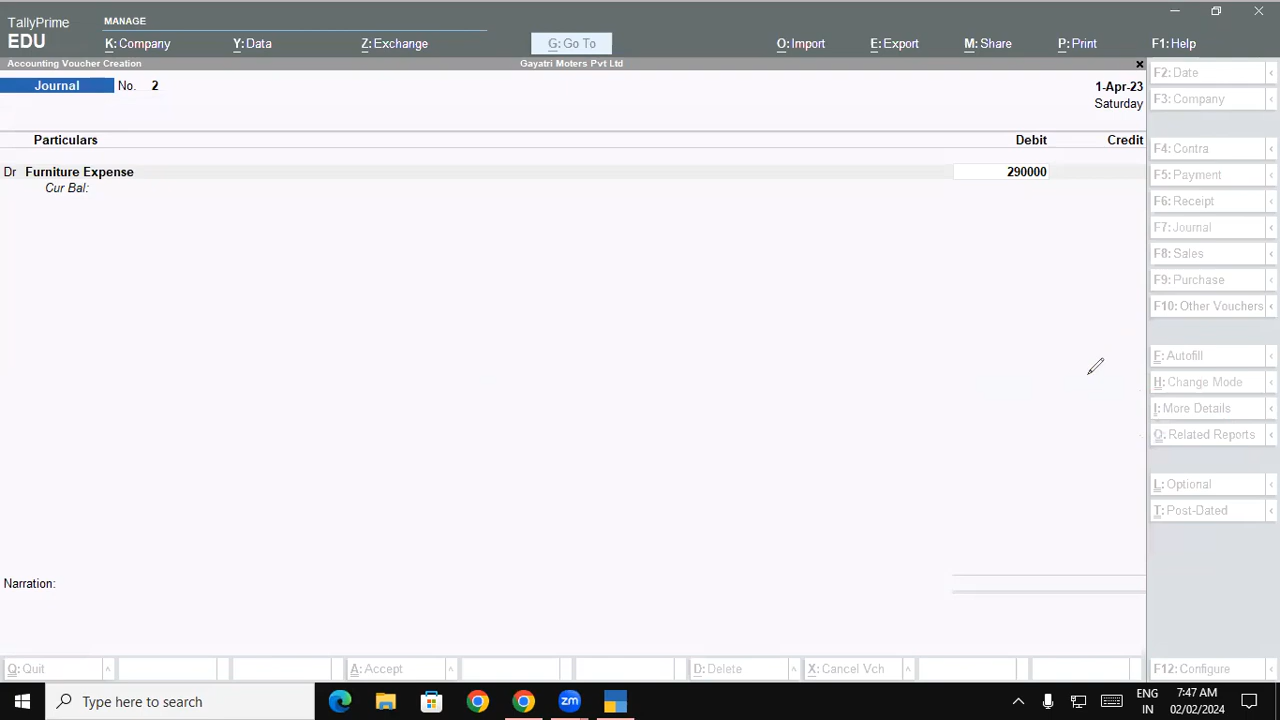 TallyPrime
EDU
MANAGE
K: Company
Y: Data
Z: Exchange
G: Go To
O: Import
E: Export
M: Share
P: Print
F1: Help
Accounting Voucher Creation
Gayatri Moters Pvt Ltd
Journal
No. 2
1-Apr-23
Saturday
Particulars
Debit
Credit
Dr Furniture Expense
290000
Cur Bal:
F2: Date
F3: Company
F4: Contra
F5: Payment
F6: Receipt
F7: Journal
F8: Sales
F9: Purchase
F10: Other Vouchers
F: Autofill
H: Change Mode
I: More Details
O: Related Reports
L: Optional
T: Post-Dated
Narration:
Q: Quit
A: Accept
D: Delete
X: Cancel Vch
F12: Configure
Type here to search
zm
ENG
IN
7:47 AM
02/02/2024